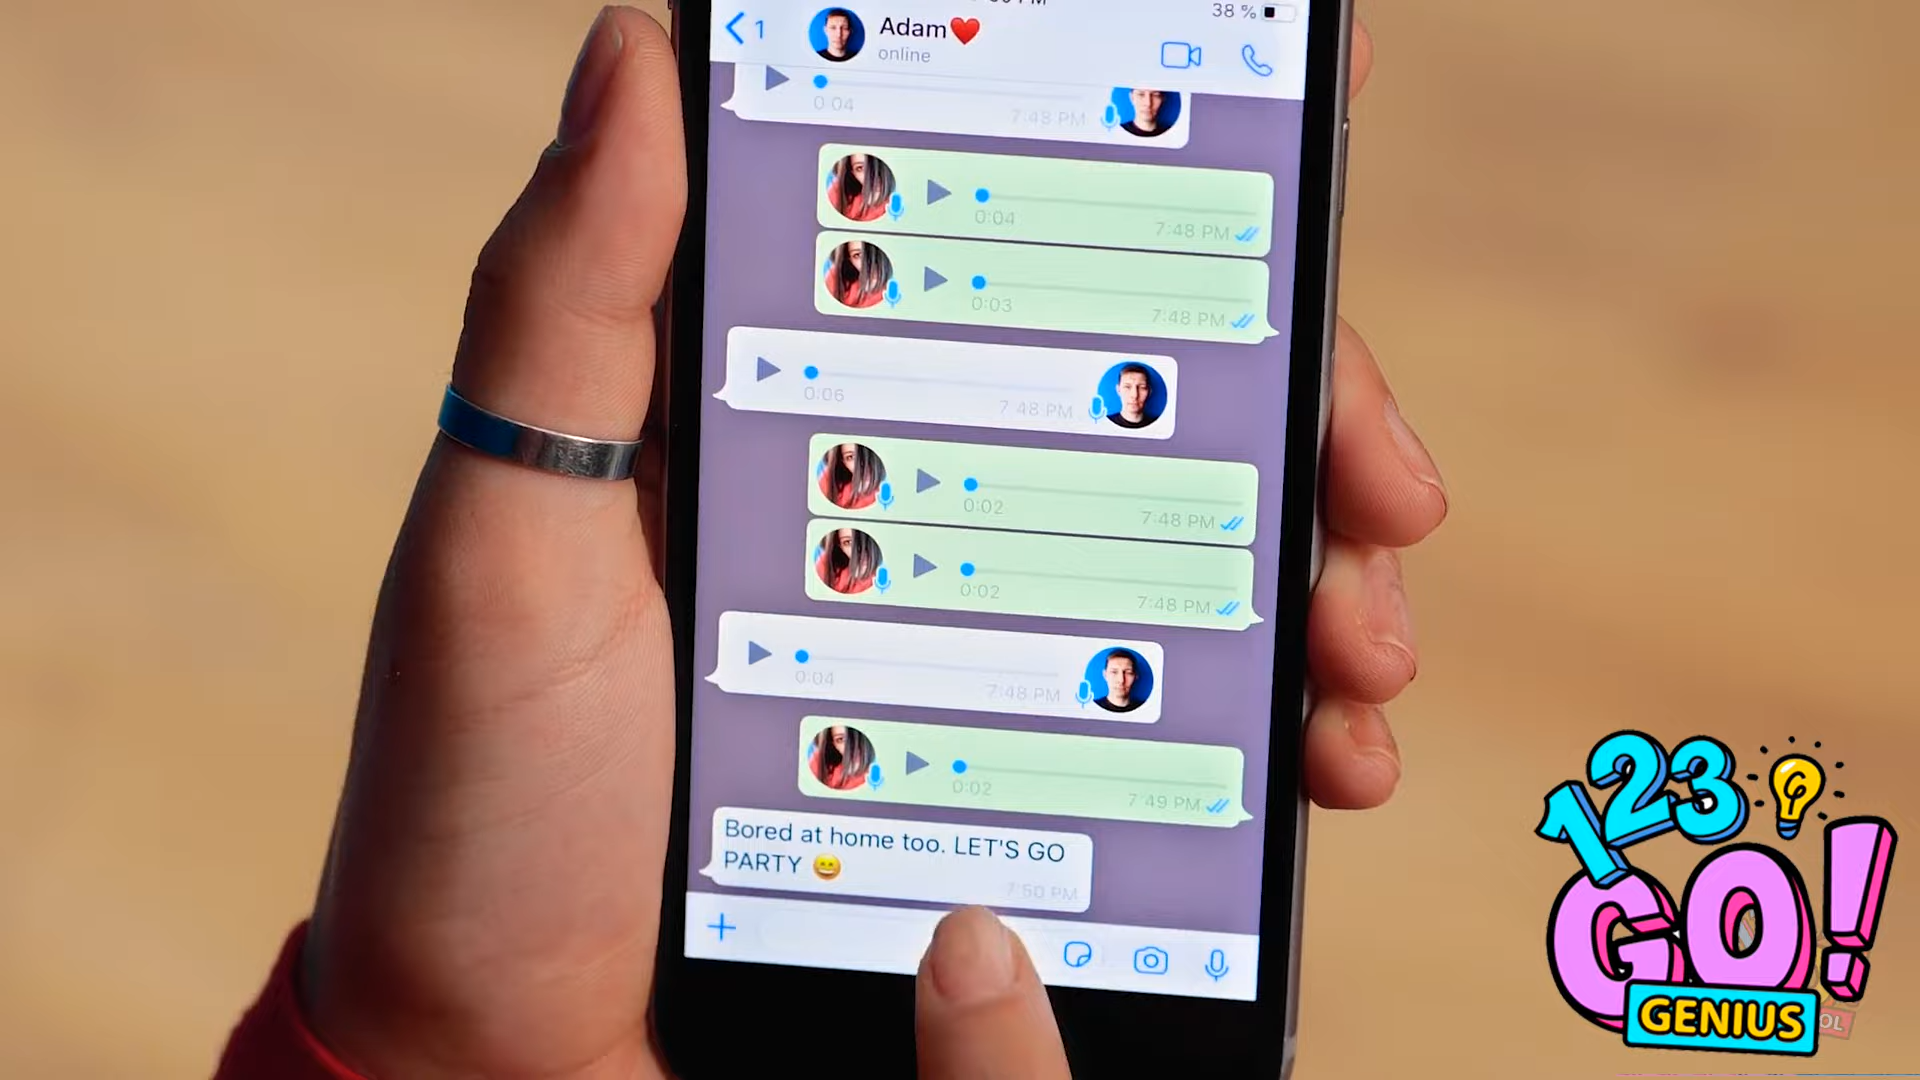 38 %
1
Adam❤️
online
0:04
7:48 PM
0:04
7:48 PM
0:03
7:48 PM
0:06
7:48 PM
0:02
7:48 PM
0:02
7:48 PM
0:04
7:48 PM
0:02
7:49 PM
Bored at home too. LET'S GO
PARTY 😄
7:50 PM
123
GO!
GENIUS